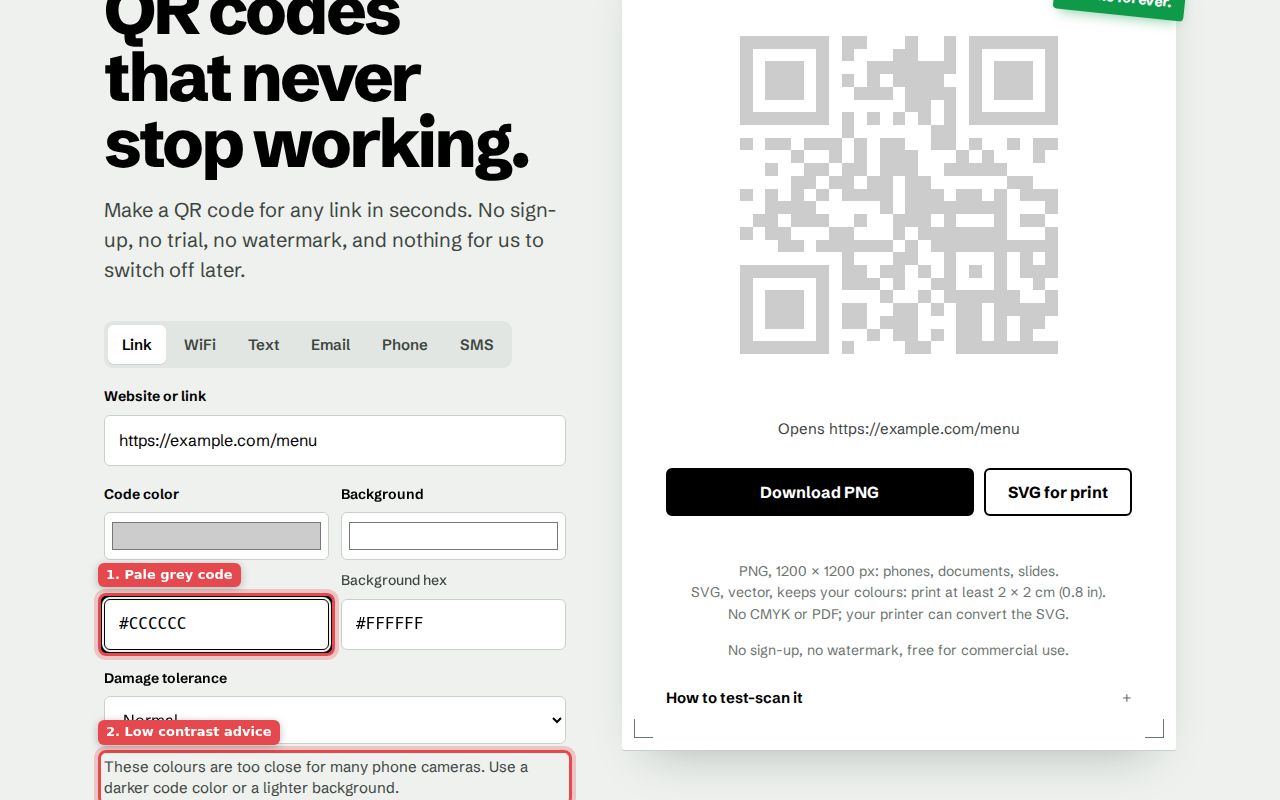 QR codes
that never
stop working.
Make a QR code for any link in seconds. No sign-
up, no trial, no watermark, and nothing for us to
switch off later.
Link WiFi Text Email Phone SMS
Website or link
https://example.com/menu
Code color Background
1. Pale grey code Background hex
#CCCCCC #FFFFFF
Damage tolerance
Normal
2. Low contrast advice
These colours are too close for many phone cameras. Use a
darker code color or a lighter background.
forever.
Opens https://example.com/menu
Download PNG SVG for print
PNG, 1200 × 1200 px: phones, documents, slides.
SVG, vector, keeps your colours: print at least 2 × 2 cm (0.8 in).
No CMYK or PDF; your printer can convert the SVG.
No sign-up, no watermark, free for commercial use.
How to test-scan it +